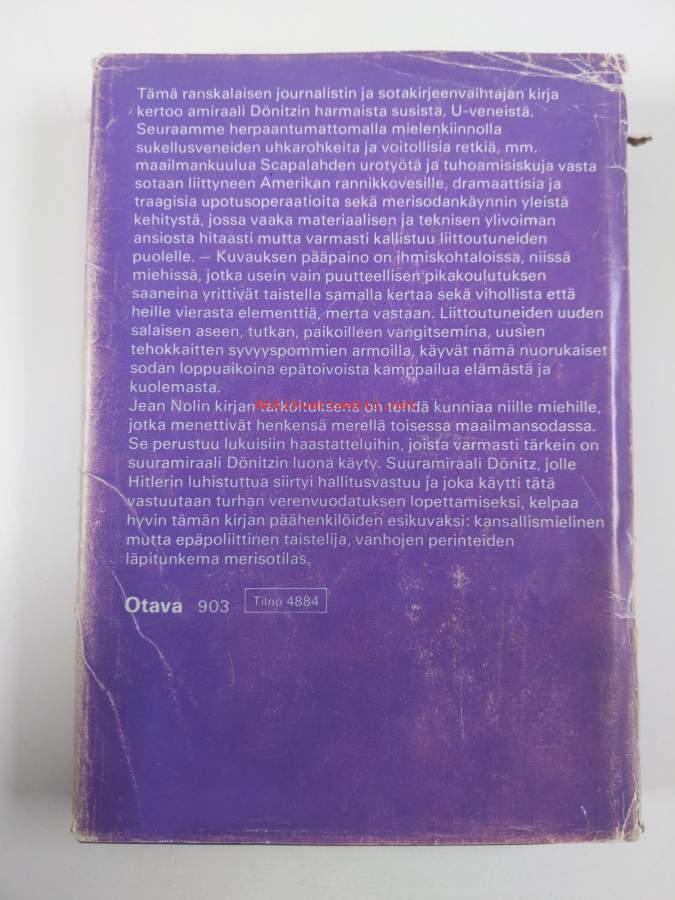 Tämä ranskalaisen journalistin ja sotakirjeenvaihtajan kirja
kertoo amiraali Dönitzin harmaista susista, U-veneistä.
Seuraamme herpaantumattomalla mielenkiinnolla
sukellusveneiden uhkarohkeita ja voitollisia retkiä, mm.
maailmankuulua Scapalahden urotyötä ja tuhoamisiskuja vasta
sotaan liittyneen Amerikan rannikkovesille, dramaattisia ja
traagisia upotusoperaatioita sekä merisodankäynnin yleistä
kehitystä, jossa vaaka materiaalisen ja teknisen ylivoiman
ansiosta hitaasti mutta varmasti kallistuu liittoutuneiden
puolelle. — Kuvauksen pääpaino on ihmiskohtaloissa, niissä
miehissä, jotka usein vain puutteellisen pikakoulutuksen
saaneina yrittivät taistella samalla kertaa sekä vihollista että
heille vierasta elementtiä, merta vastaan. Liittoutuneiden uuden
salaisen aseen, tutkan, paikoilleen vangitsemina, uusien
tehokkaitten syvyyspommien armoilla, käyvät nämä nuorukaiset
sodan loppuaikoina epätoivoista kamppailua elämästä ja
kuolemasta.
Jean Nolin kirjan tarkoituksena on tehdä kunniaa niille miehille,
jotka menettivät henkensä merellä toisessa maailmansodassa.
Se perustuu lukuisiin haastatteluihin, joista varmasti tärkein on
suuramiraali Dönitzin luona käyty. Suuramiraali Dönitz, jolle
Hitlerin luhistuttua siirtyi hallitusvastuu ja joka käytti tätä
vastuutaan turhan verenvuodatuksen lopettamiseksi, kelpaa
hyvin tämän kirjan päähenkilöiden esikuvaksi: kansallismielinen
mutta epäpoliittinen taistelija, vanhojen perinteiden
läpitunkema merisotilas.
Otava 903 Tilno 4884